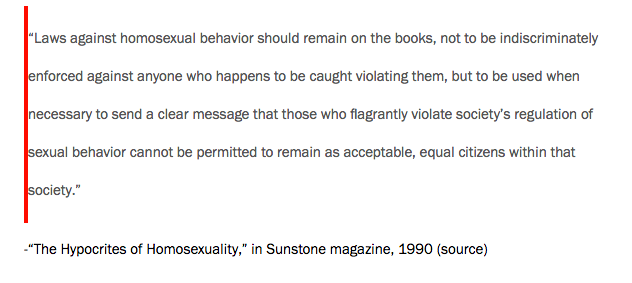 “Laws against homosexual behavior should remain on the books, not to be indiscriminately
enforced against anyone who happens to be caught violating them, but to be used when
necessary to send a clear message that those who flagrantly violate society’s regulation of
sexual behavior cannot be permitted to remain as acceptable, equal citizens within that
society.”
-“The Hypocrites of Homosexuality,” in Sunstone magazine, 1990 (source)